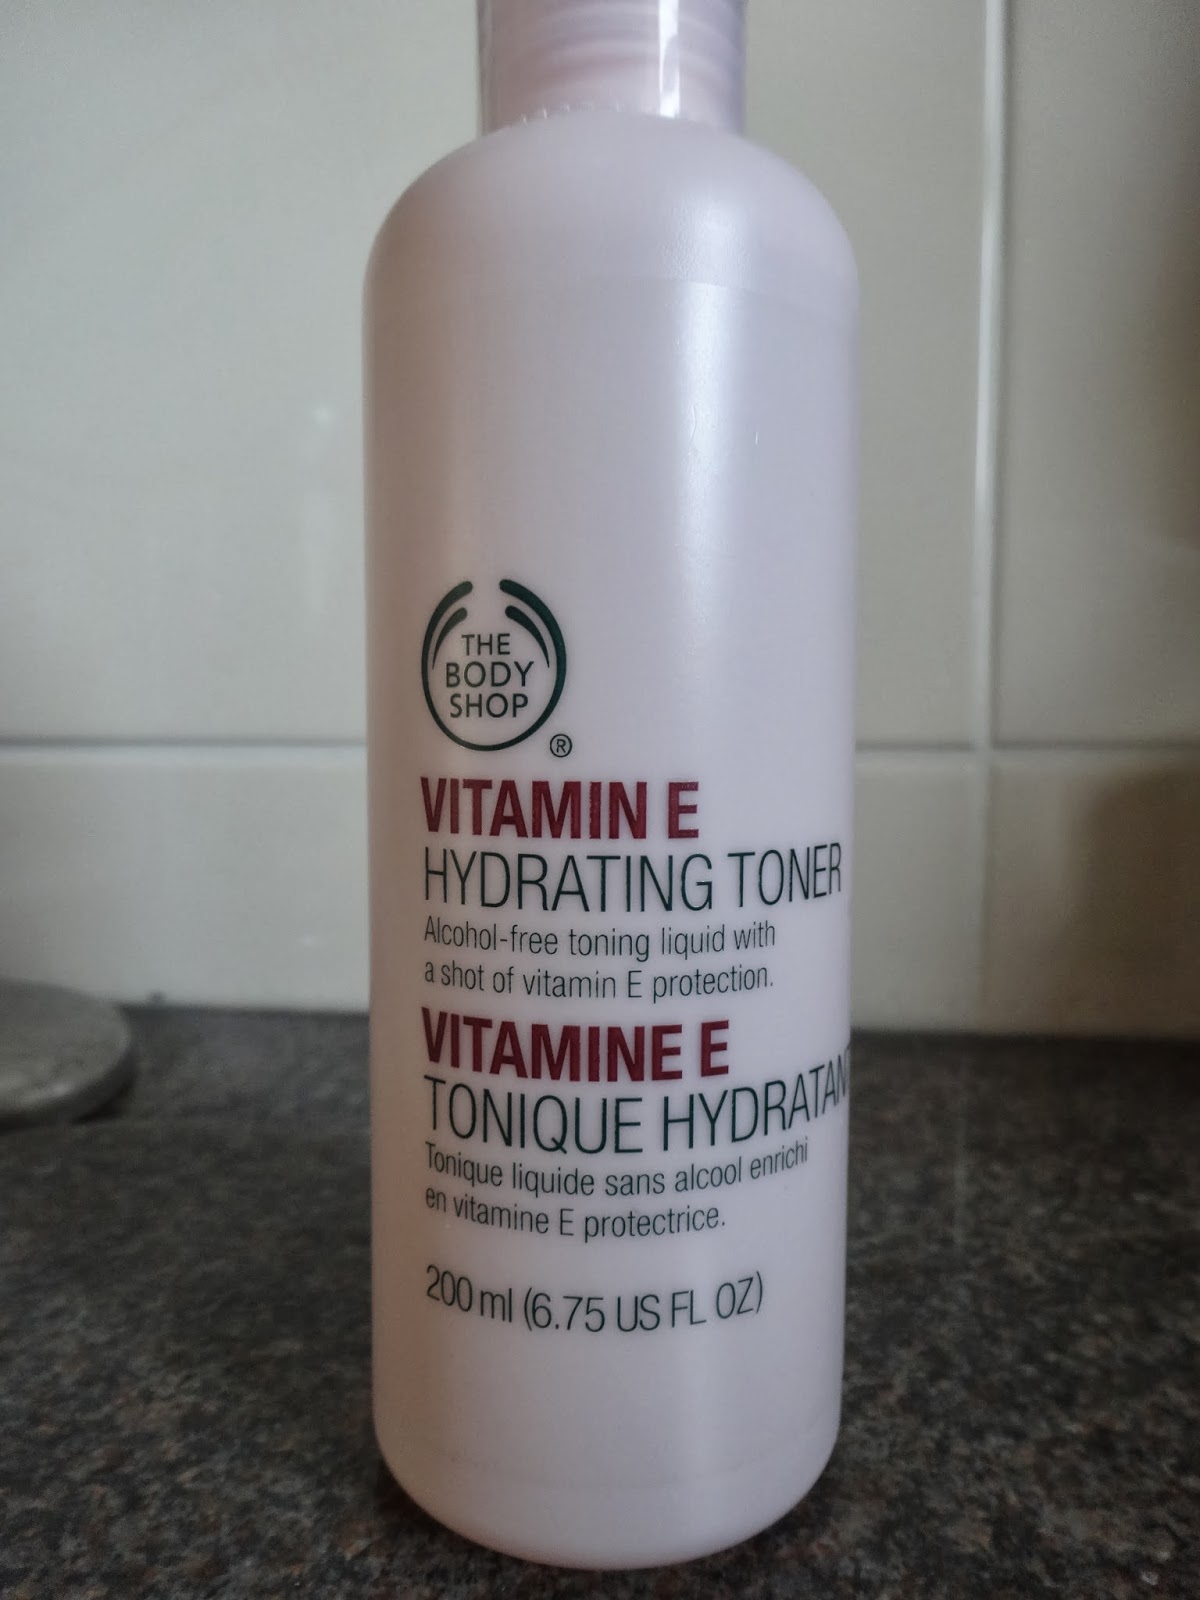 THE
BODY
SHOP
®
VITAMIN E
HYDRATING TONER
Alcohol-free toning liquid with
a shot of vitamin E protection.
VITAMINE E
TONIQUE HYDRATANT
Tonique liquide sans alcool enrichi
en vitamine E protectrice.
200 ml (6.75 US FL OZ)